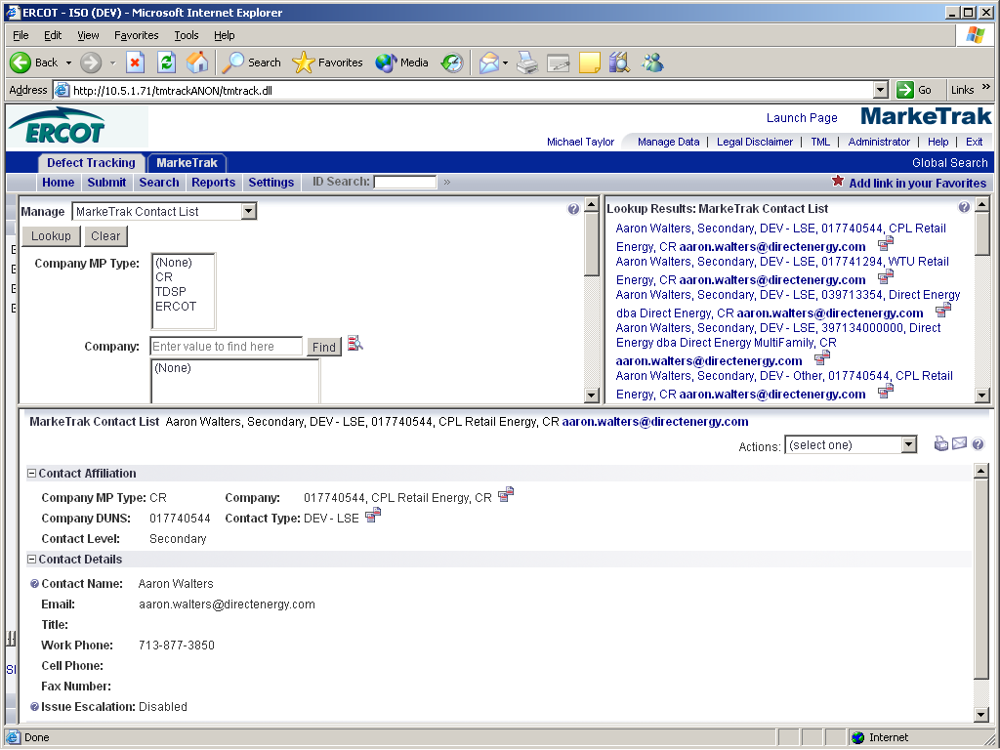 ERCOT - ISO (DEV) - Microsoft Internet Explorer
File Edit View Favorites Tools Help
Back Search Favorites Media
Address http://10.5.1.71/tmtrackANON/tmtrack.dll Go Links »
ERCOT Launch Page MarkeTrak
Michael Taylor Manage Data | Legal Disclaimer | TML | Administrator | Help | Exit
Defect Tracking MarkeTrak Global Search
Home Submit Search Reports Settings ID Search: » Add link in your Favorites
Manage MarkeTrak Contact List
Lookup Clear
Company MP Type: (None)
CR
TDSP
ERCOT
Company: Enter value to find here Find
(None)
Lookup Results: MarkeTrak Contact List
Aaron Walters, Secondary, DEV - LSE, 017740544, CPL Retail
Energy, CR aaron.walters@directenergy.com
Aaron Walters, Secondary, DEV - LSE, 017741294, WTU Retail
Energy, CR aaron.walters@directenergy.com
Aaron Walters, Secondary, DEV - LSE, 039713354, Direct Energy
dba Direct Energy, CR aaron.walters@directenergy.com
Aaron Walters, Secondary, DEV - LSE, 397134000000, Direct
Energy dba Direct Energy MultiFamily, CR
aaron.walters@directenergy.com
Aaron Walters, Secondary, DEV - Other, 017740544, CPL Retail
Energy, CR aaron.walters@directenergy.com
MarkeTrak Contact List Aaron Walters, Secondary, DEV - LSE, 017740544, CPL Retail Energy, CR aaron.walters@directenergy.com
Actions: (select one)
Contact Affiliation
Company MP Type: CR Company: 017740544, CPL Retail Energy, CR
Company DUNS: 017740544 Contact Type: DEV - LSE
Contact Level: Secondary
Contact Details
Contact Name: Aaron Walters
Email: aaron.walters@directenergy.com
Title:
Work Phone: 713-877-3850
Cell Phone:
Fax Number:
Issue Escalation: Disabled
Done Internet